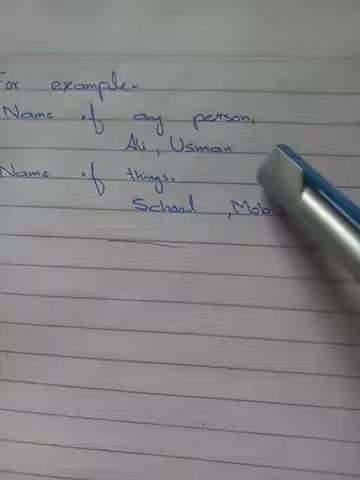 For example.
Name of any person.
Ali, Usman
Name of things.
School , Mob